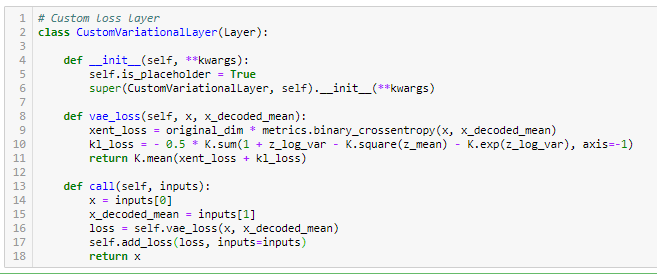 1 # Custom loss layer
2 class CustomVariationalLayer(Layer):
3
4     def __init__(self, **kwargs):
5         self.is_placeholder = True
6         super(CustomVariationalLayer, self).__init__(**kwargs)
7
8     def vae_loss(self, x, x_decoded_mean):
9         xent_loss = original_dim * metrics.binary_crossentropy(x, x_decoded_mean)
10         kl_loss = - 0.5 * K.sum(1 + z_log_var - K.square(z_mean) - K.exp(z_log_var), axis=-1)
11         return K.mean(xent_loss + kl_loss)
12
13     def call(self, inputs):
14         x = inputs[0]
15         x_decoded_mean = inputs[1]
16         loss = self.vae_loss(x, x_decoded_mean)
17         self.add_loss(loss, inputs=inputs)
18         return x